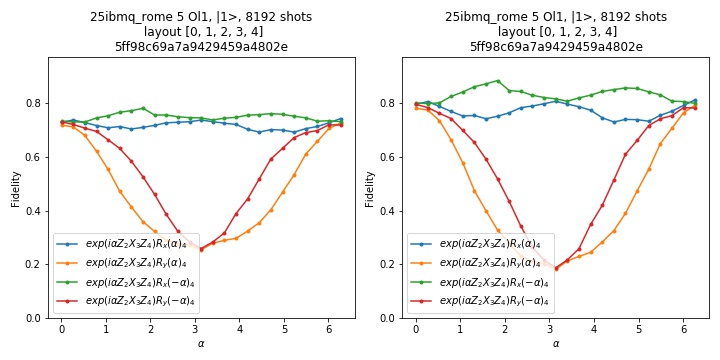 25ibmq_rome 5 Ol1, |1>, 8192 shots
layout [0, 1, 2, 3, 4]
5ff98c69a7a9429459a4802e
Fidelity
0.8
0.6
0.4
0.2
0.0
exp(iαZ₂X₃Z₄)Rₓ(α)₄
exp(iαZ₂X₃Z₄)Rᵧ(α)₄
exp(iαZ₂X₃Z₄)Rₓ(−α)₄
exp(iαZ₂X₃Z₄)Rᵧ(−α)₄
0 1 2 3 4 5 6
α
25ibmq_rome 5 Ol1, |1>, 8192 shots
layout [0, 1, 2, 3, 4]
5ff98c69a7a9429459a4802e
Fidelity
0.8
0.6
0.4
0.2
0.0
exp(iαZ₂X₃Z₄)Rₓ(α)₄
exp(iαZ₂X₃Z₄)Rᵧ(α)₄
exp(iαZ₂X₃Z₄)Rₓ(−α)₄
exp(iαZ₂X₃Z₄)Rᵧ(−α)₄
0 1 2 3 4 5 6
α